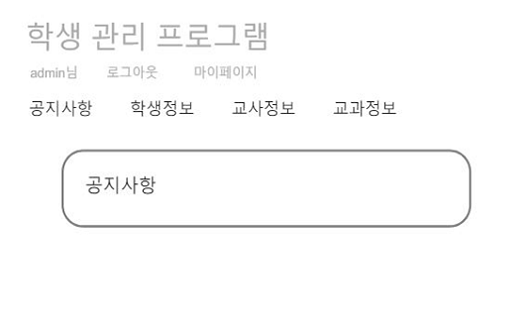 학생 관리 프로그램
admin님 로그아웃 마이페이지
공지사항 학생정보 교사정보 교과정보
공지사항